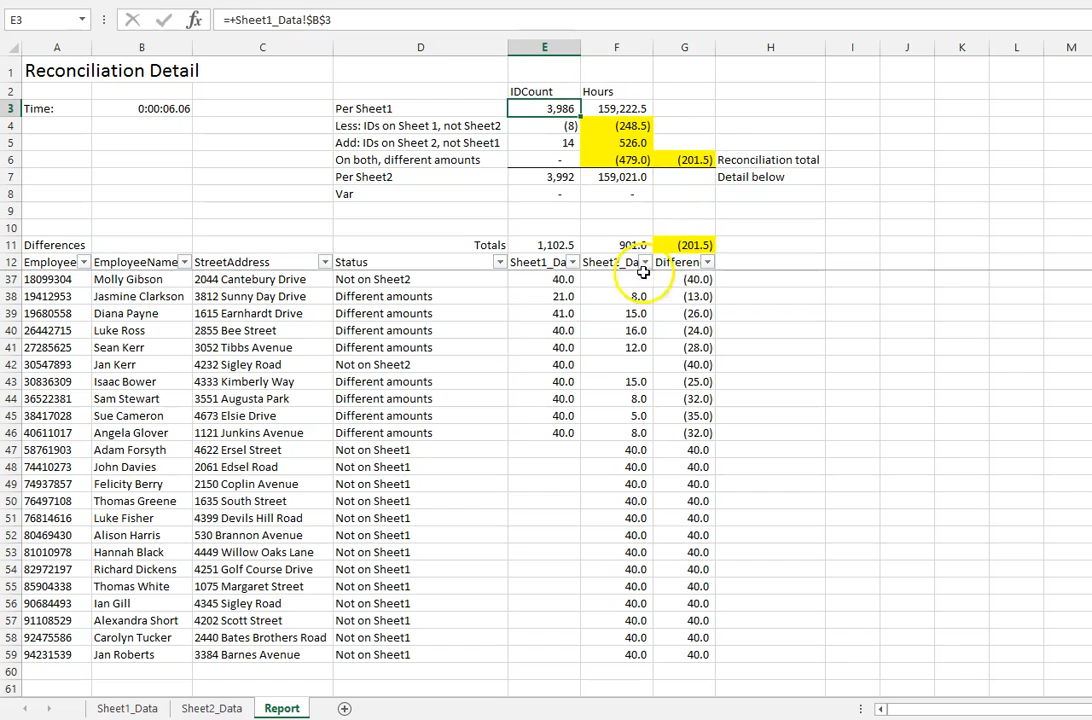 E3 fx =+Sheet1_Data!$B$3
A B C D E F G H I J K L M
1 Reconciliation Detail
2 IDCount Hours
3 Time: 0:00:06.06 Per Sheet1 3,986 159,222.5
4 Less: IDs on Sheet 1, not Sheet2 (8) (248.5)
5 Add: IDs on Sheet 2, not Sheet1 14 526.0
6 On both, different amounts - (479.0) (201.5) Reconciliation total
7 Per Sheet2 3,992 159,021.0 Detail below
8 Var - -
9
10
11 Differences Totals 1,102.5 901.0 (201.5)
12 Employee EmployeeName StreetAddress Status Sheet1_Da Sheet2_Da Differen
37 18099304 Molly Gibson 2044 Cantebury Drive Not on Sheet2 40.0 (40.0)
38 19412953 Jasmine Clarkson 3812 Sunny Day Drive Different amounts 21.0 8.0 (13.0)
39 19680558 Diana Payne 1615 Earnhardt Drive Different amounts 41.0 15.0 (26.0)
40 26442715 Luke Ross 2855 Bee Street Different amounts 40.0 16.0 (24.0)
41 27285625 Sean Kerr 3052 Tibbs Avenue Different amounts 40.0 12.0 (28.0)
42 30547893 Jan Kerr 4232 Sigley Road Not on Sheet2 40.0 (40.0)
43 30836309 Isaac Bower 4333 Kimberly Way Different amounts 40.0 15.0 (25.0)
44 36522381 Sam Stewart 3551 Augusta Park Different amounts 40.0 8.0 (32.0)
45 38417028 Sue Cameron 4673 Elsie Drive Different amounts 40.0 5.0 (35.0)
46 40611017 Angela Glover 1121 Junkins Avenue Different amounts 40.0 8.0 (32.0)
47 58761903 Adam Forsyth 4622 Ersel Street Not on Sheet1 40.0 40.0
48 74410273 John Davies 2061 Edsel Road Not on Sheet1 40.0 40.0
49 74937857 Felicity Berry 2150 Coplin Avenue Not on Sheet1 40.0 40.0
50 76497108 Thomas Greene 1635 South Street Not on Sheet1 40.0 40.0
51 76814616 Luke Fisher 4399 Devils Hill Road Not on Sheet1 40.0 40.0
52 80469430 Alison Harris 530 Brannon Avenue Not on Sheet1 40.0 40.0
53 81010978 Hannah Black 4449 Willow Oaks Lane Not on Sheet1 40.0 40.0
54 82972197 Richard Dickens 4251 Golf Course Drive Not on Sheet1 40.0 40.0
55 85904338 Thomas White 1075 Margaret Street Not on Sheet1 40.0 40.0
56 90684493 Ian Gill 4345 Sigley Road Not on Sheet1 40.0 40.0
57 91108529 Alexandra Short 4202 Scott Street Not on Sheet1 40.0 40.0
58 92475586 Carolyn Tucker 2440 Bates Brothers Road Not on Sheet1 40.0 40.0
59 94231539 Jan Roberts 3384 Barnes Avenue Not on Sheet1 40.0 40.0
60
61
Sheet1_Data Sheet2_Data Report